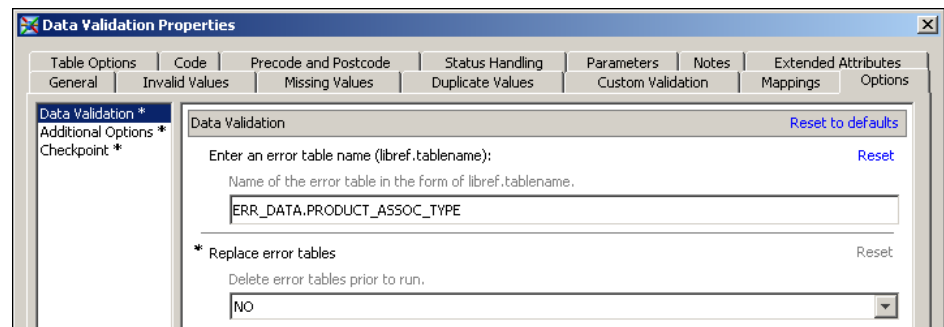 Data Validation Properties
Table Options Code Precode and Postcode Status Handling Parameters Notes Extended Attributes
General Invalid Values Missing Values Duplicate Values Custom Validation Mappings Options
Data Validation *
Additional Options *
Checkpoint *
Data Validation Reset to defaults
Enter an error table name (libref.tablename): Reset
Name of the error table in the form of libref.tablename.
ERR_DATA.PRODUCT_ASSOC_TYPE
* Replace error tables Reset
Delete error tables prior to run.
NO